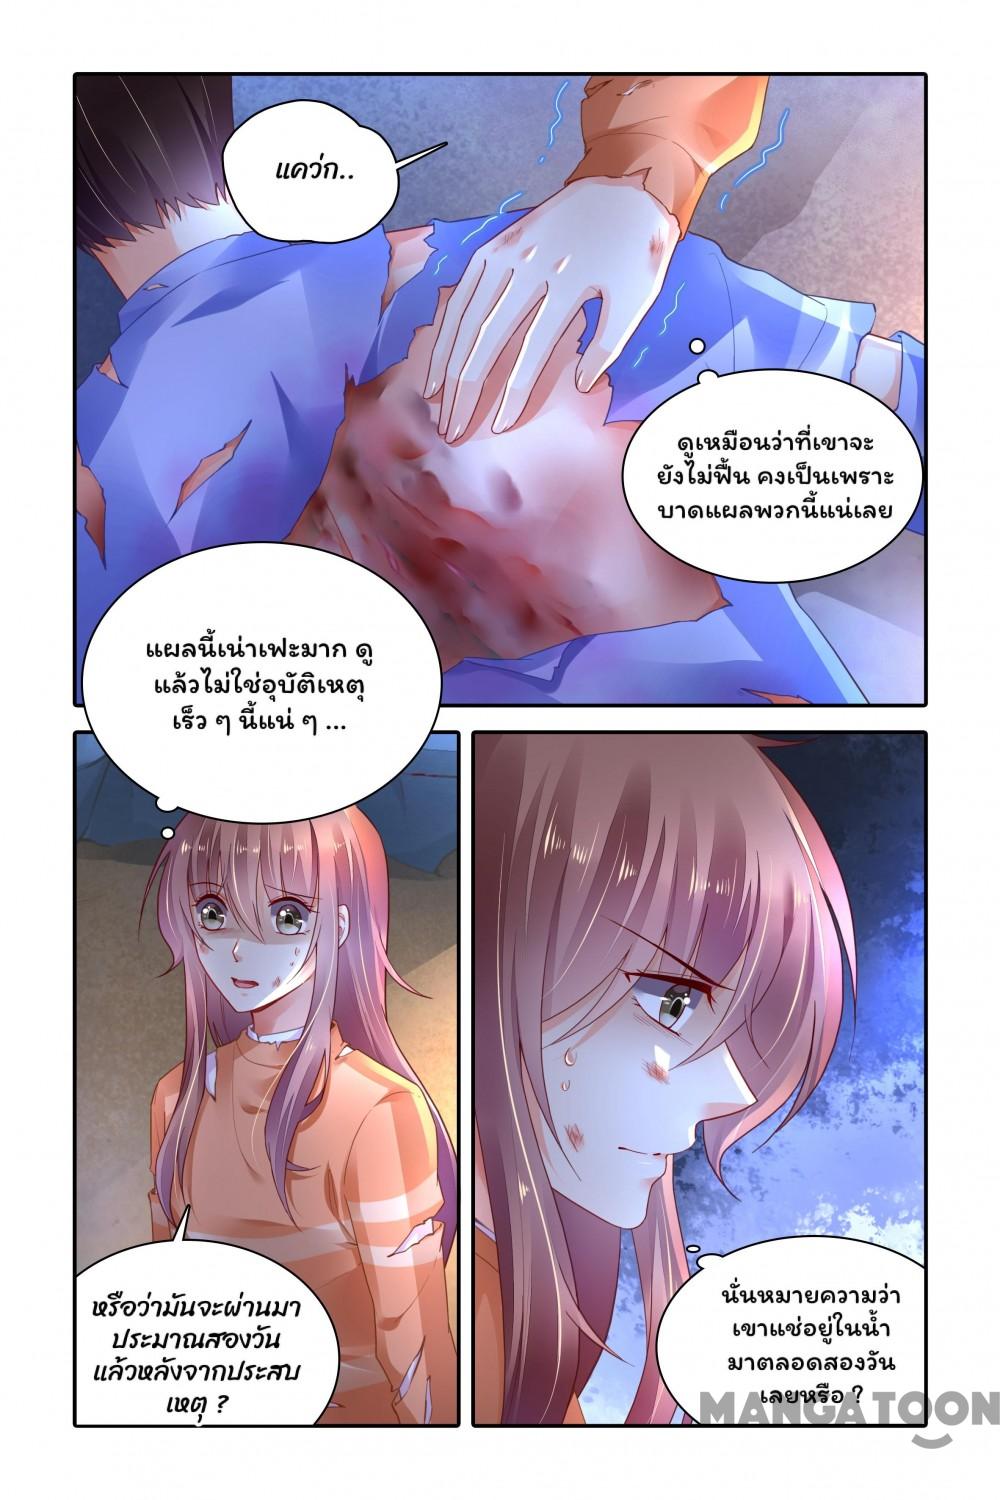 แคว่ก..
ดูเหมือนว่าที่เขาจะ
ยังไม่ฟื้น คงเป็นเพราะ
บาดแผลพวกนี้แน่เลย
แผลนี้เน่าเฟะมาก ดู
แล้วไม่ใช่อุบัติเหตุ
เร็ว ๆ นี้แน่ ๆ ...
หรือว่ามันจะผ่านมา
ประมาณสองวัน
แล้วหลังจากประสบ
เหตุ ?
นั่นหมายความว่า
เขาแช่อยู่ในน้ำ
มาตลอดสองวัน
เลยหรือ ?
MANGATOON